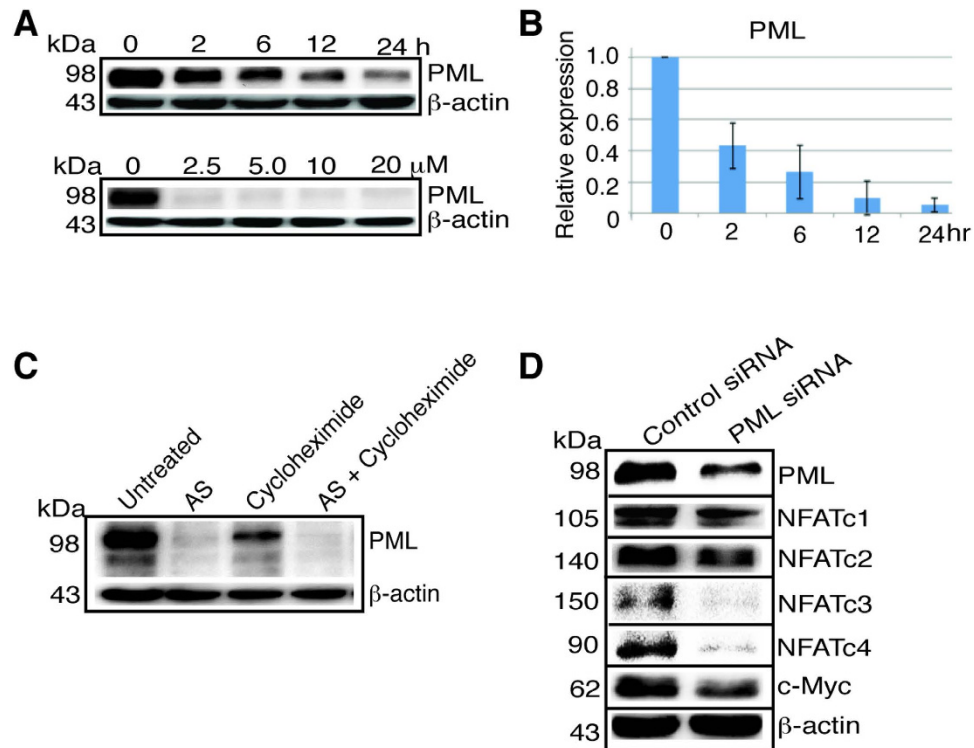 A
kDa 0 2 6 12 24 h
98 PML
43 β-actin
kDa 0 2.5 5.0 10 20 μM
98 PML
43 β-actin
B
PML
Relative expression
1.0
0.8
0.6
0.4
0.2
0
0 2 6 12 24hr
C
Untreated
AS
Cycloheximide
AS + Cycloheximide
kDa
98 PML
43 β-actin
D
Control siRNA
PML siRNA
kDa
98 PML
105 NFATc1
140 NFATc2
150 NFATc3
90 NFATc4
62 c-Myc
43 β-actin